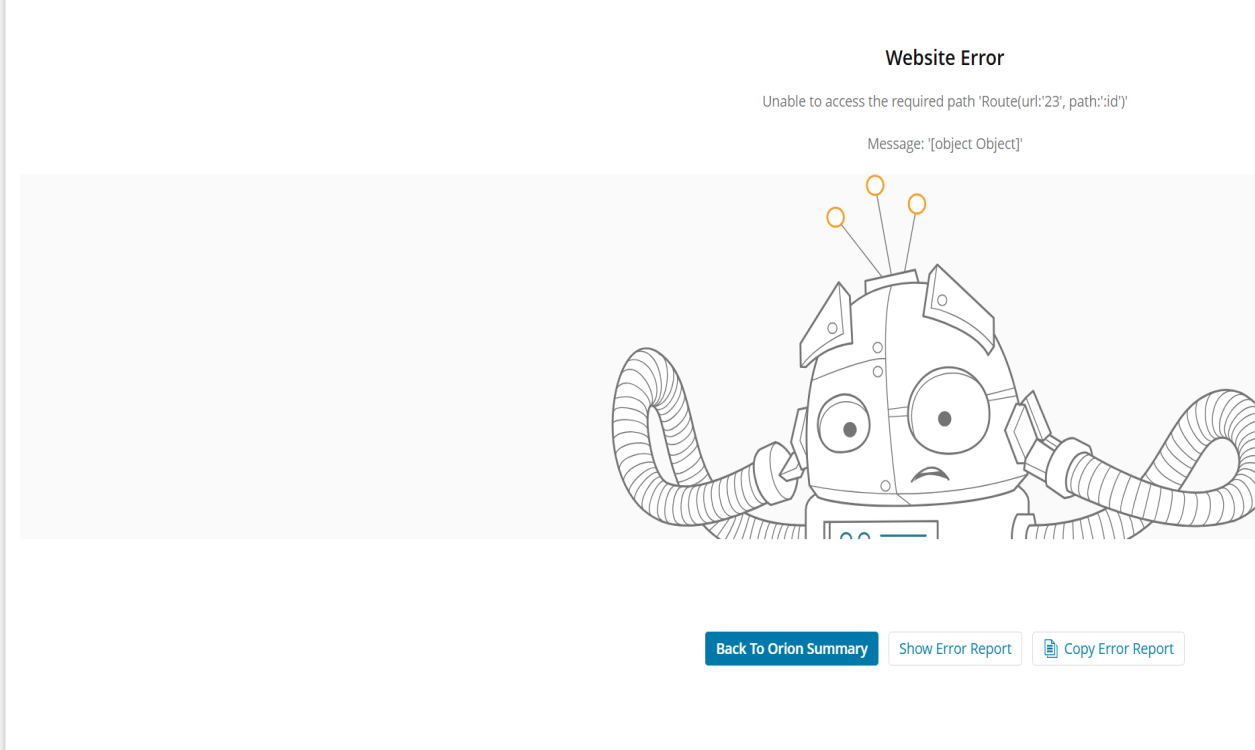 Website Error
Unable to access the required path 'Route(url:'23', path:':id')'
Message: '[object Object]'
Back To Orion Summary
Show Error Report
Copy Error Report